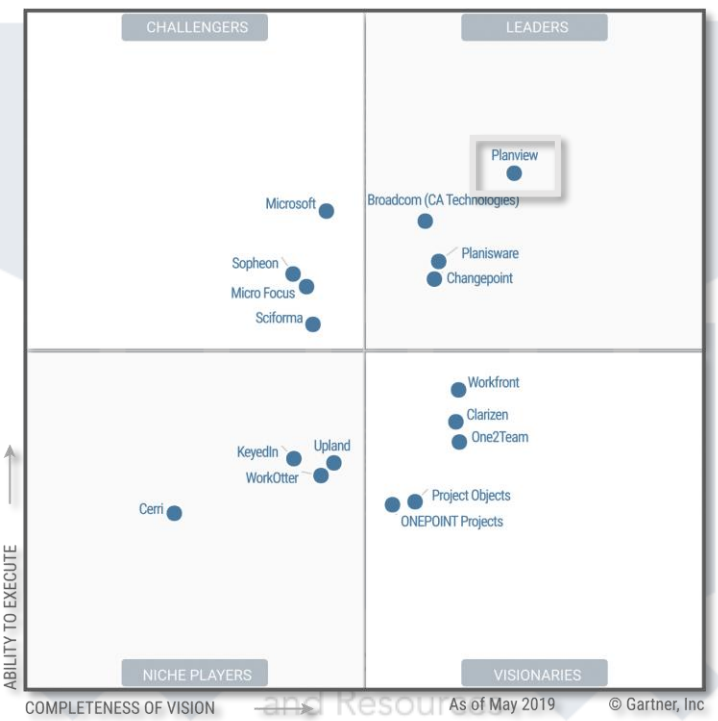 CHALLENGERS
LEADERS
Planview
Microsoft
Broadcom (CA Technologies)
Sopheon
Planisware
Micro Focus
Changepoint
Sciforma
Workfront
Clarizen
KeyedIn
Upland
One2Team
WorkOtter
Cerri
Project Objects
ONEPOINT Projects
ABILITY TO EXECUTE
NICHE PLAYERS
VISIONARIES
COMPLETENESS OF VISION
and Resources
As of May 2019
© Gartner, Inc